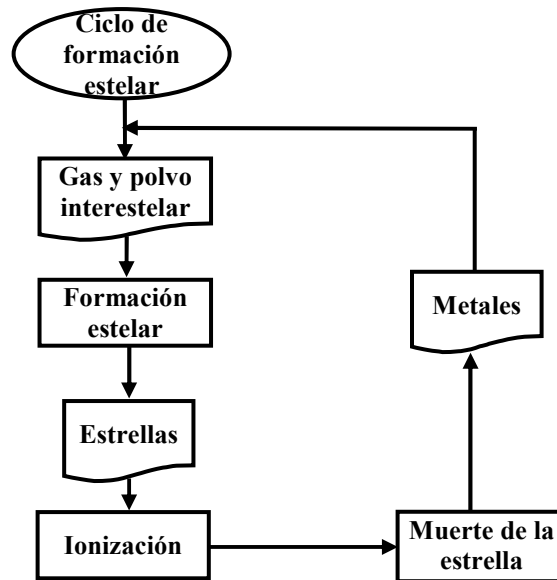 Ciclo de
formación
estelar
Gas y polvo
interestelar
Formación
estelar
Metales
Estrellas
Ionización
Muerte de la
estrella